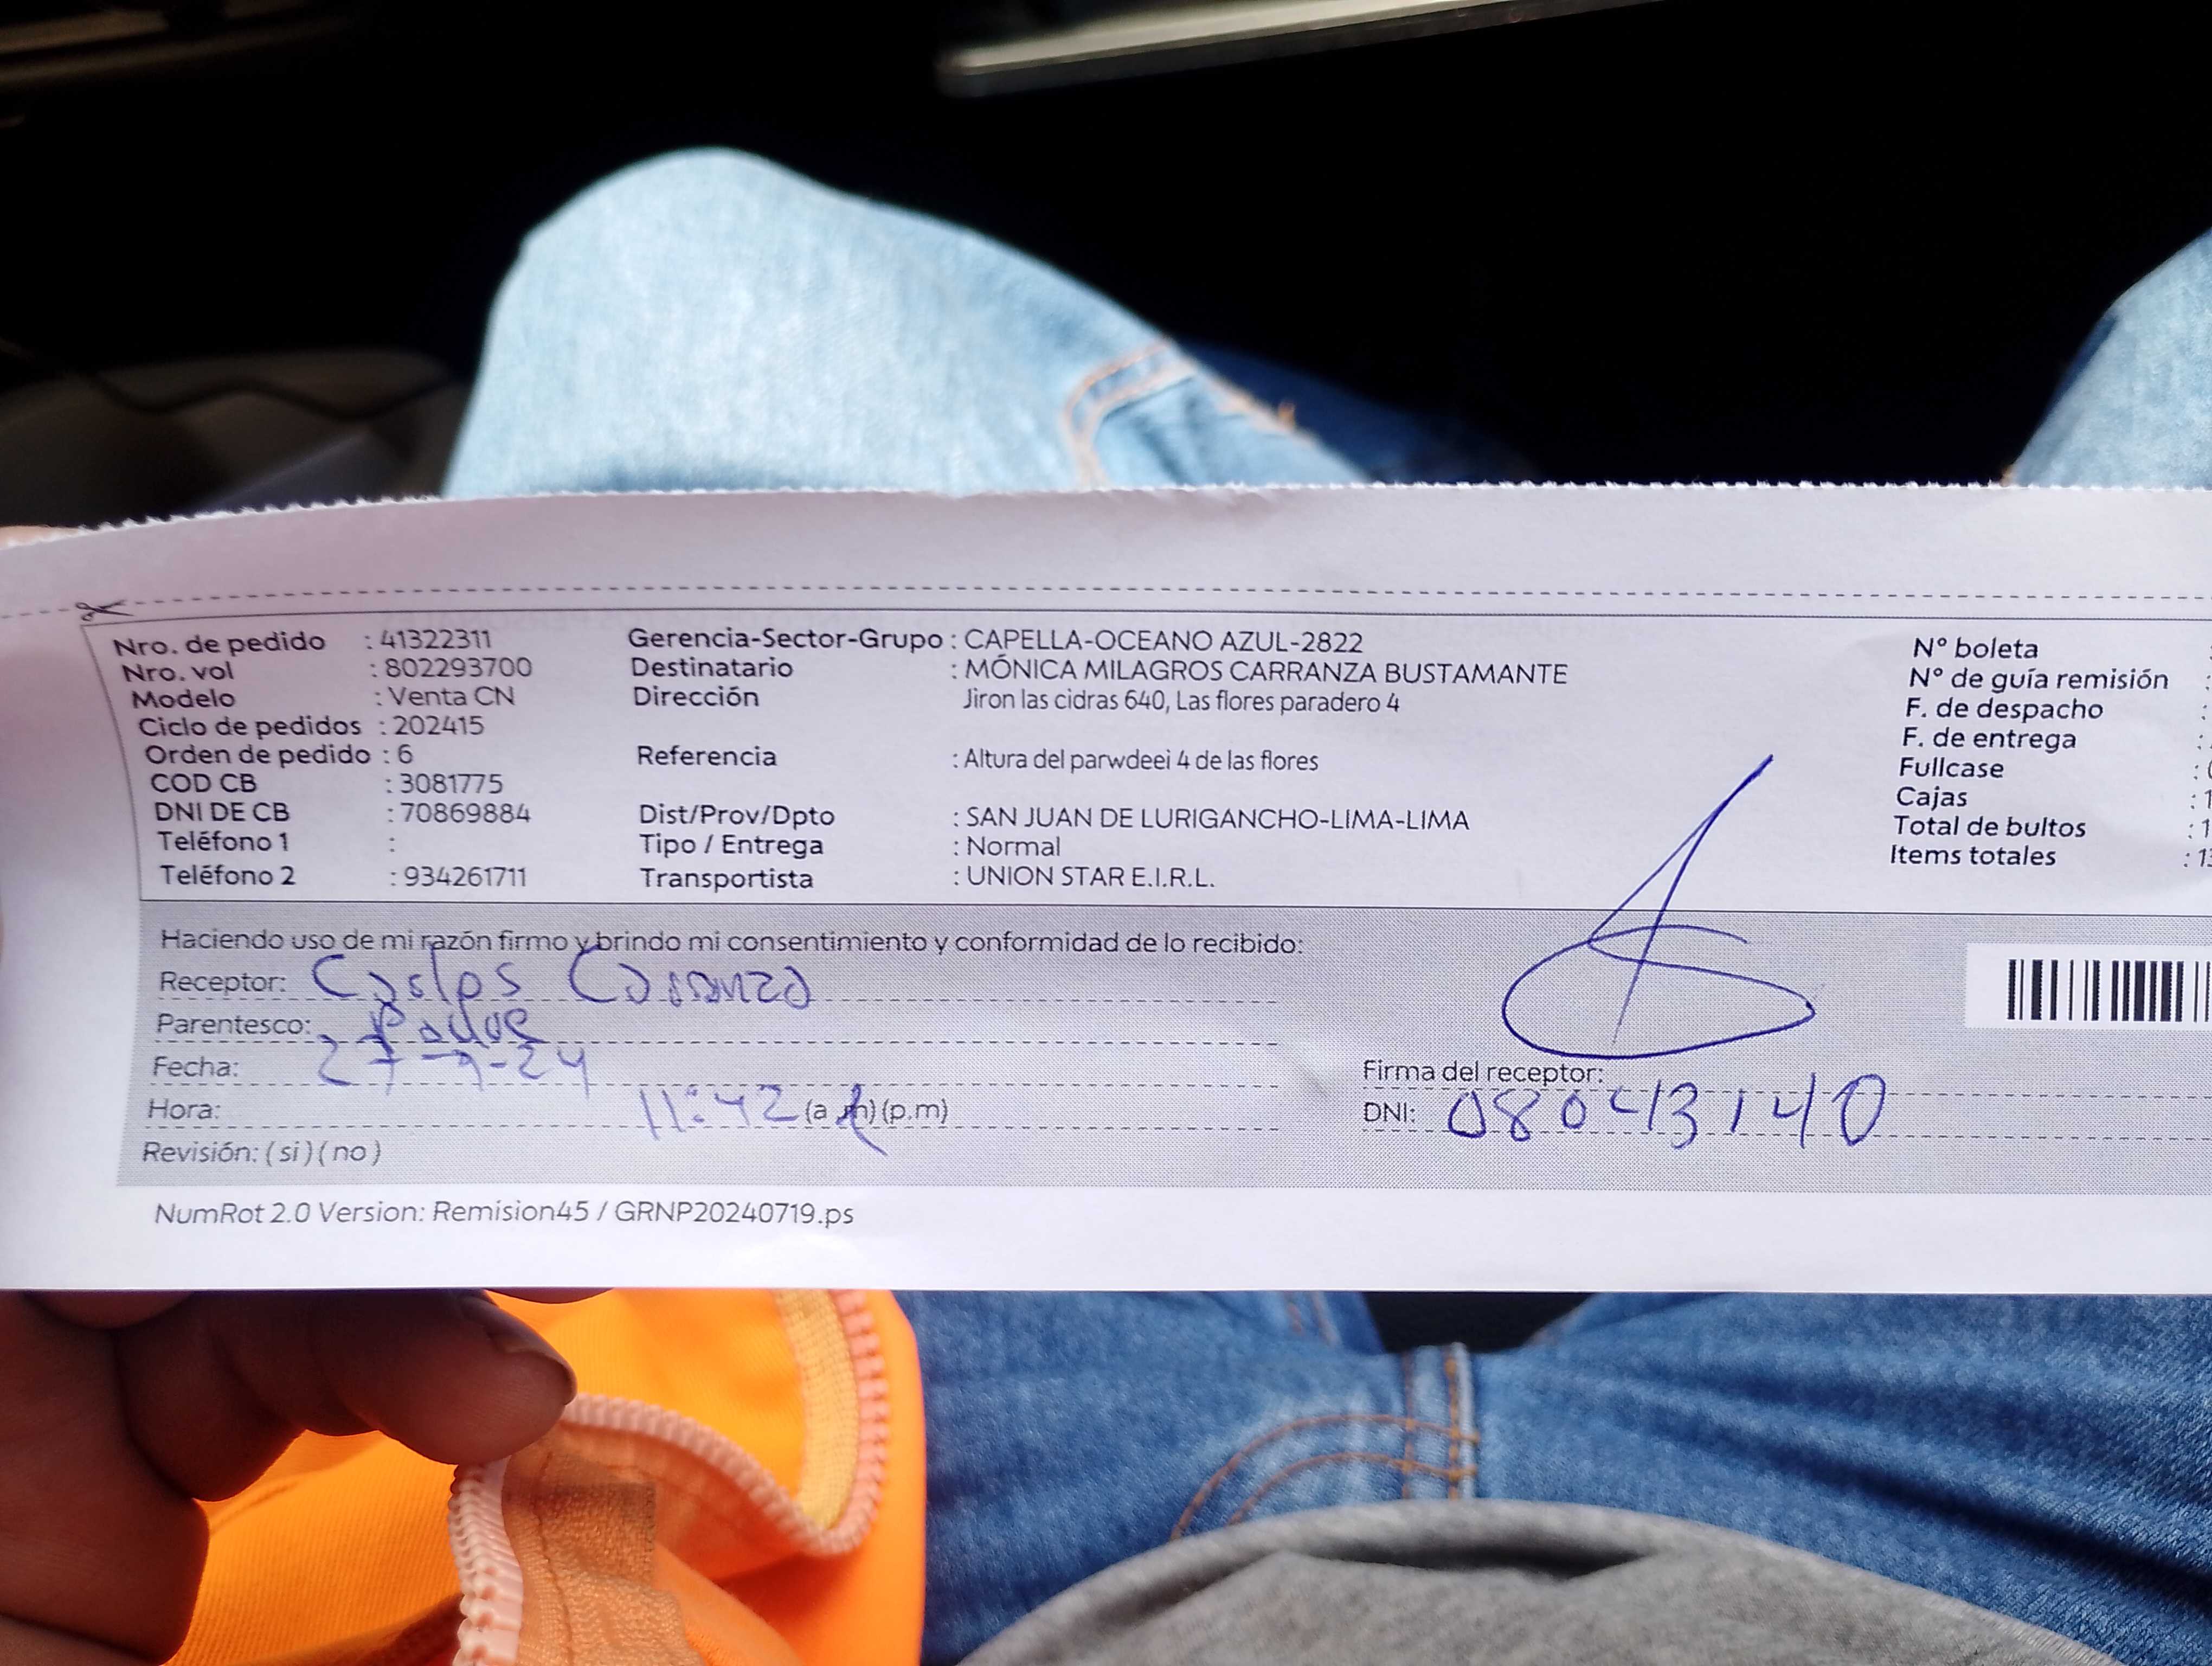 Nro. de pedido : 41322311 Gerencia-Sector-Grupo : CAPELLA-OCEANO AZUL-2822 N° boleta :
Nro. vol : 802293700 Destinatario : MÓNICA MILAGROS CARRANZA BUSTAMANTE N° de guía remisión :
Modelo : Venta CN Dirección Jiron las cidras 640, Las flores paradero 4 F. de despacho :
Ciclo de pedidos : 202415 F. de entrega :
Orden de pedido : 6 Referencia : Altura del parwdeei 4 de las flores Fullcase :
COD CB : 3081775 Cajas : 1
DNI DE CB : 70869884 Dist/Prov/Dpto : SAN JUAN DE LURIGANCHO-LIMA-LIMA Total de bultos : 1
Teléfono 1 : Tipo / Entrega : Normal Items totales :
Teléfono 2 : 934261711 Transportista : UNION STAR E.I.R.L.
Haciendo uso de mi razón firmo y brindo mi consentimiento y conformidad de lo recibido:
Receptor: Carlos Carranza
Parentesco: Padre
Fecha: 27-9-24
Firma del receptor:
Hora: 11:42 (a.m) (p.m) DNI: 08043140
Revisión: ( si ) ( no )
NumRot 2.0 Version: Remision45 / GRNP20240719.ps